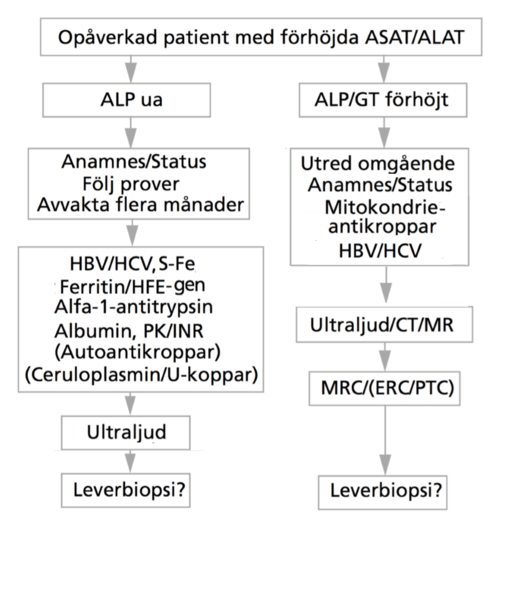 Opåverkad patient med förhöjda ASAT/ALAT
ALP ua
Anamnes/Status
Följ prover
Avvakta flera månader
HBV/HCV, S-Fe
Ferritin/HFE-gen
Alfa-1-antitrypsin
Albumin, PK/INR
(Autoantikroppar)
(Ceruloplasmin/U-koppar)
Ultraljud
Leverbiopsi?
ALP/GT förhöjt
Utred omgående
Anamnes/Status
Mitokondrie-
antikroppar
HBV/HCV
Ultraljud/CT/MR
MRC/(ERC/PTC)
Leverbiopsi?